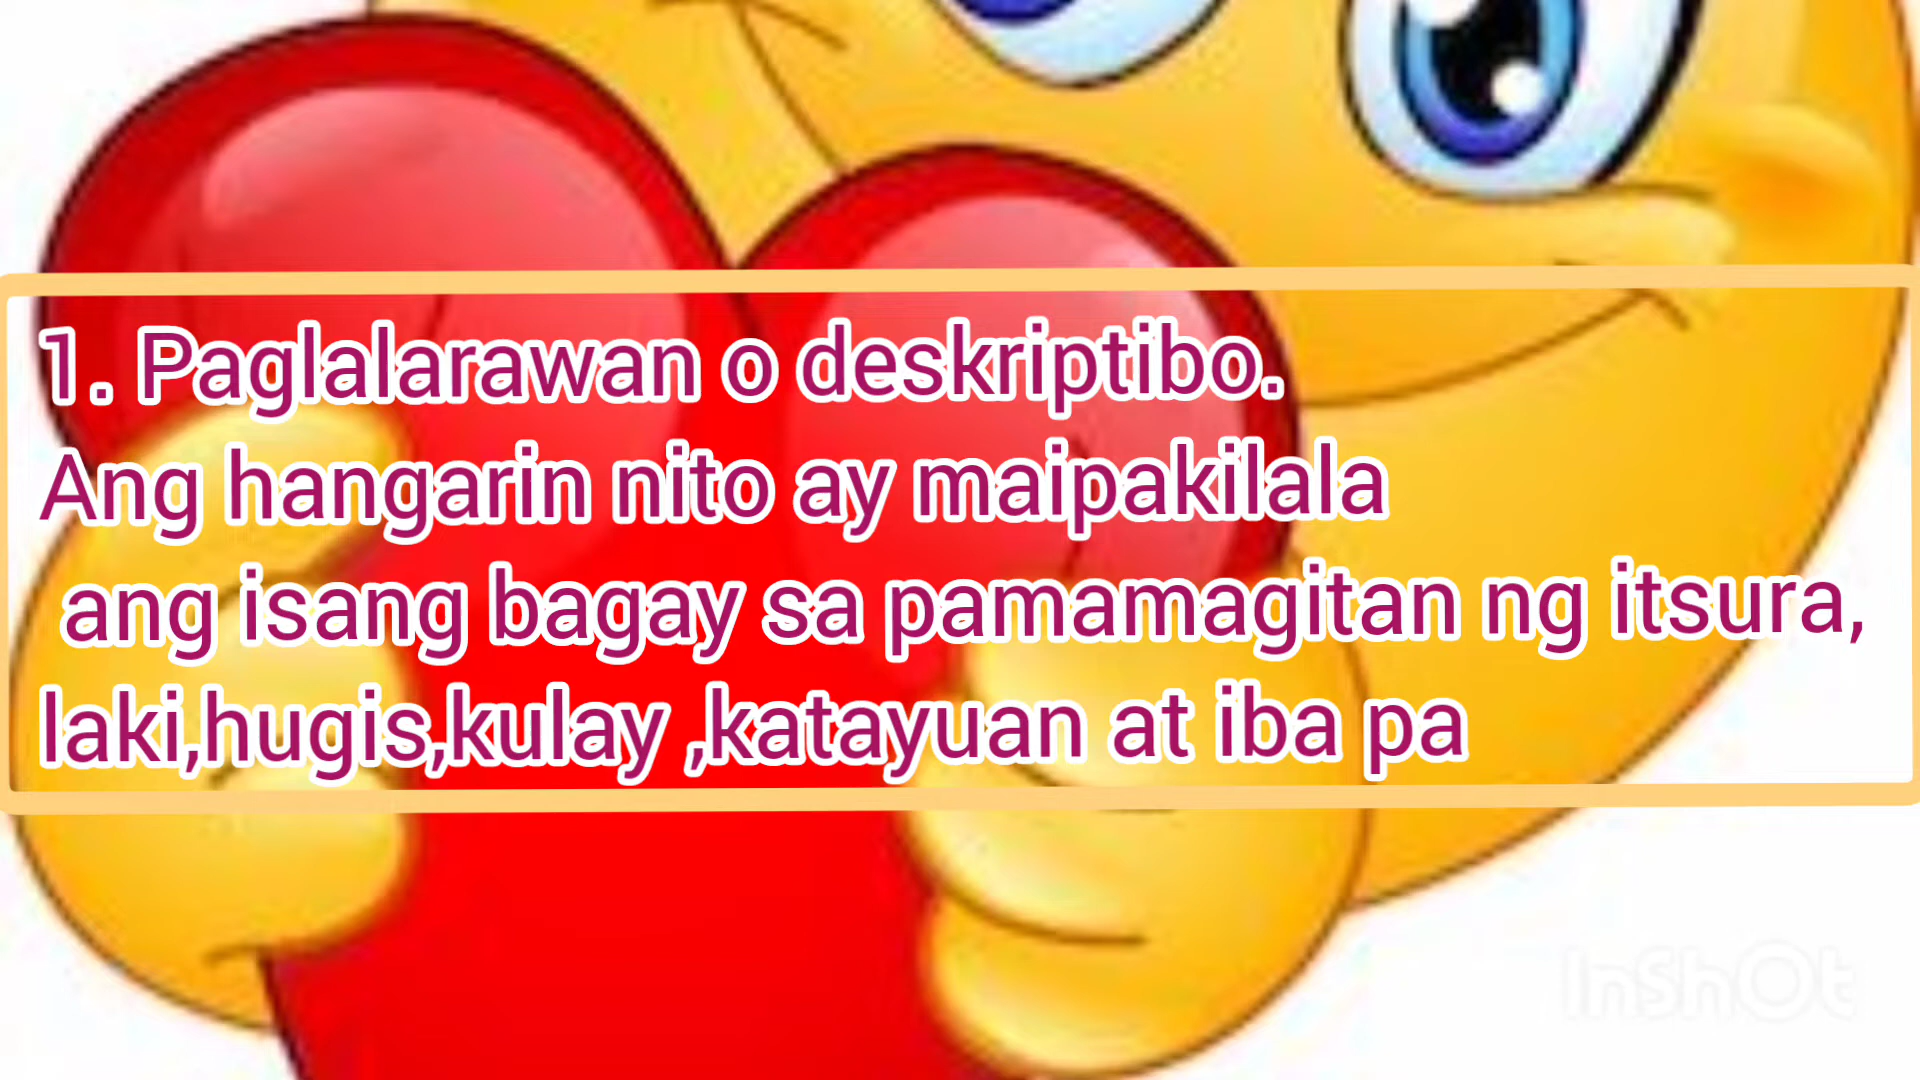 1. Paglalarawan o deskriptibo.
Ang hangarin nito ay maipakilala
ang isang bagay sa pamamagitan ng itsura,
laki,hugis,kulay ,katayuan at iba pa
InShOt